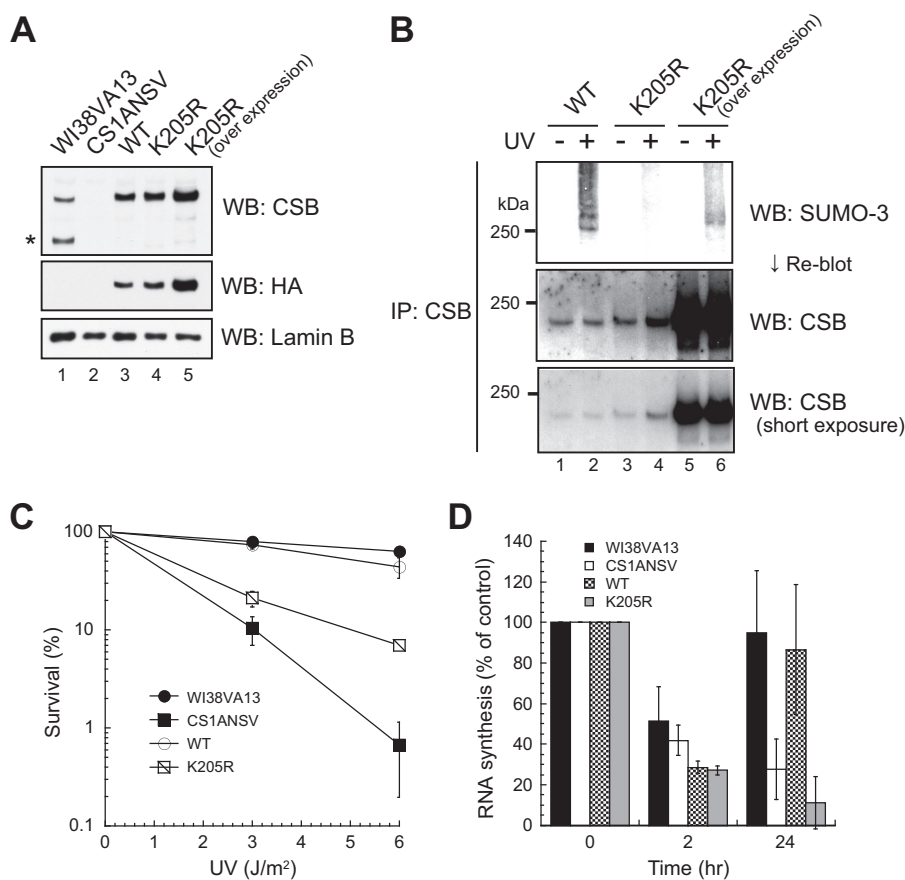 A
WI38VA13
CS1ANSV
WT
K205R
K205R
(over expression)
WB: CSB
*
WB: HA
WB: Lamin B
1 2 3 4 5
B
WT
K205R
K205R
(over expression)
UV - + - + - +
kDa
250
WB: SUMO-3
↓ Re-blot
IP: CSB
250
WB: CSB
250
WB: CSB
(short exposure)
1 2 3 4 5 6
C
100
10
1
0.1
Survival (%)
WI38VA13
CS1ANSV
WT
K205R
0 1 2 3 4 5 6
UV (J/m²)
D
140
120
100
80
60
40
20
0
RNA synthesis (% of control)
WI38VA13
CS1ANSV
WT
K205R
0 2 24
Time (hr)